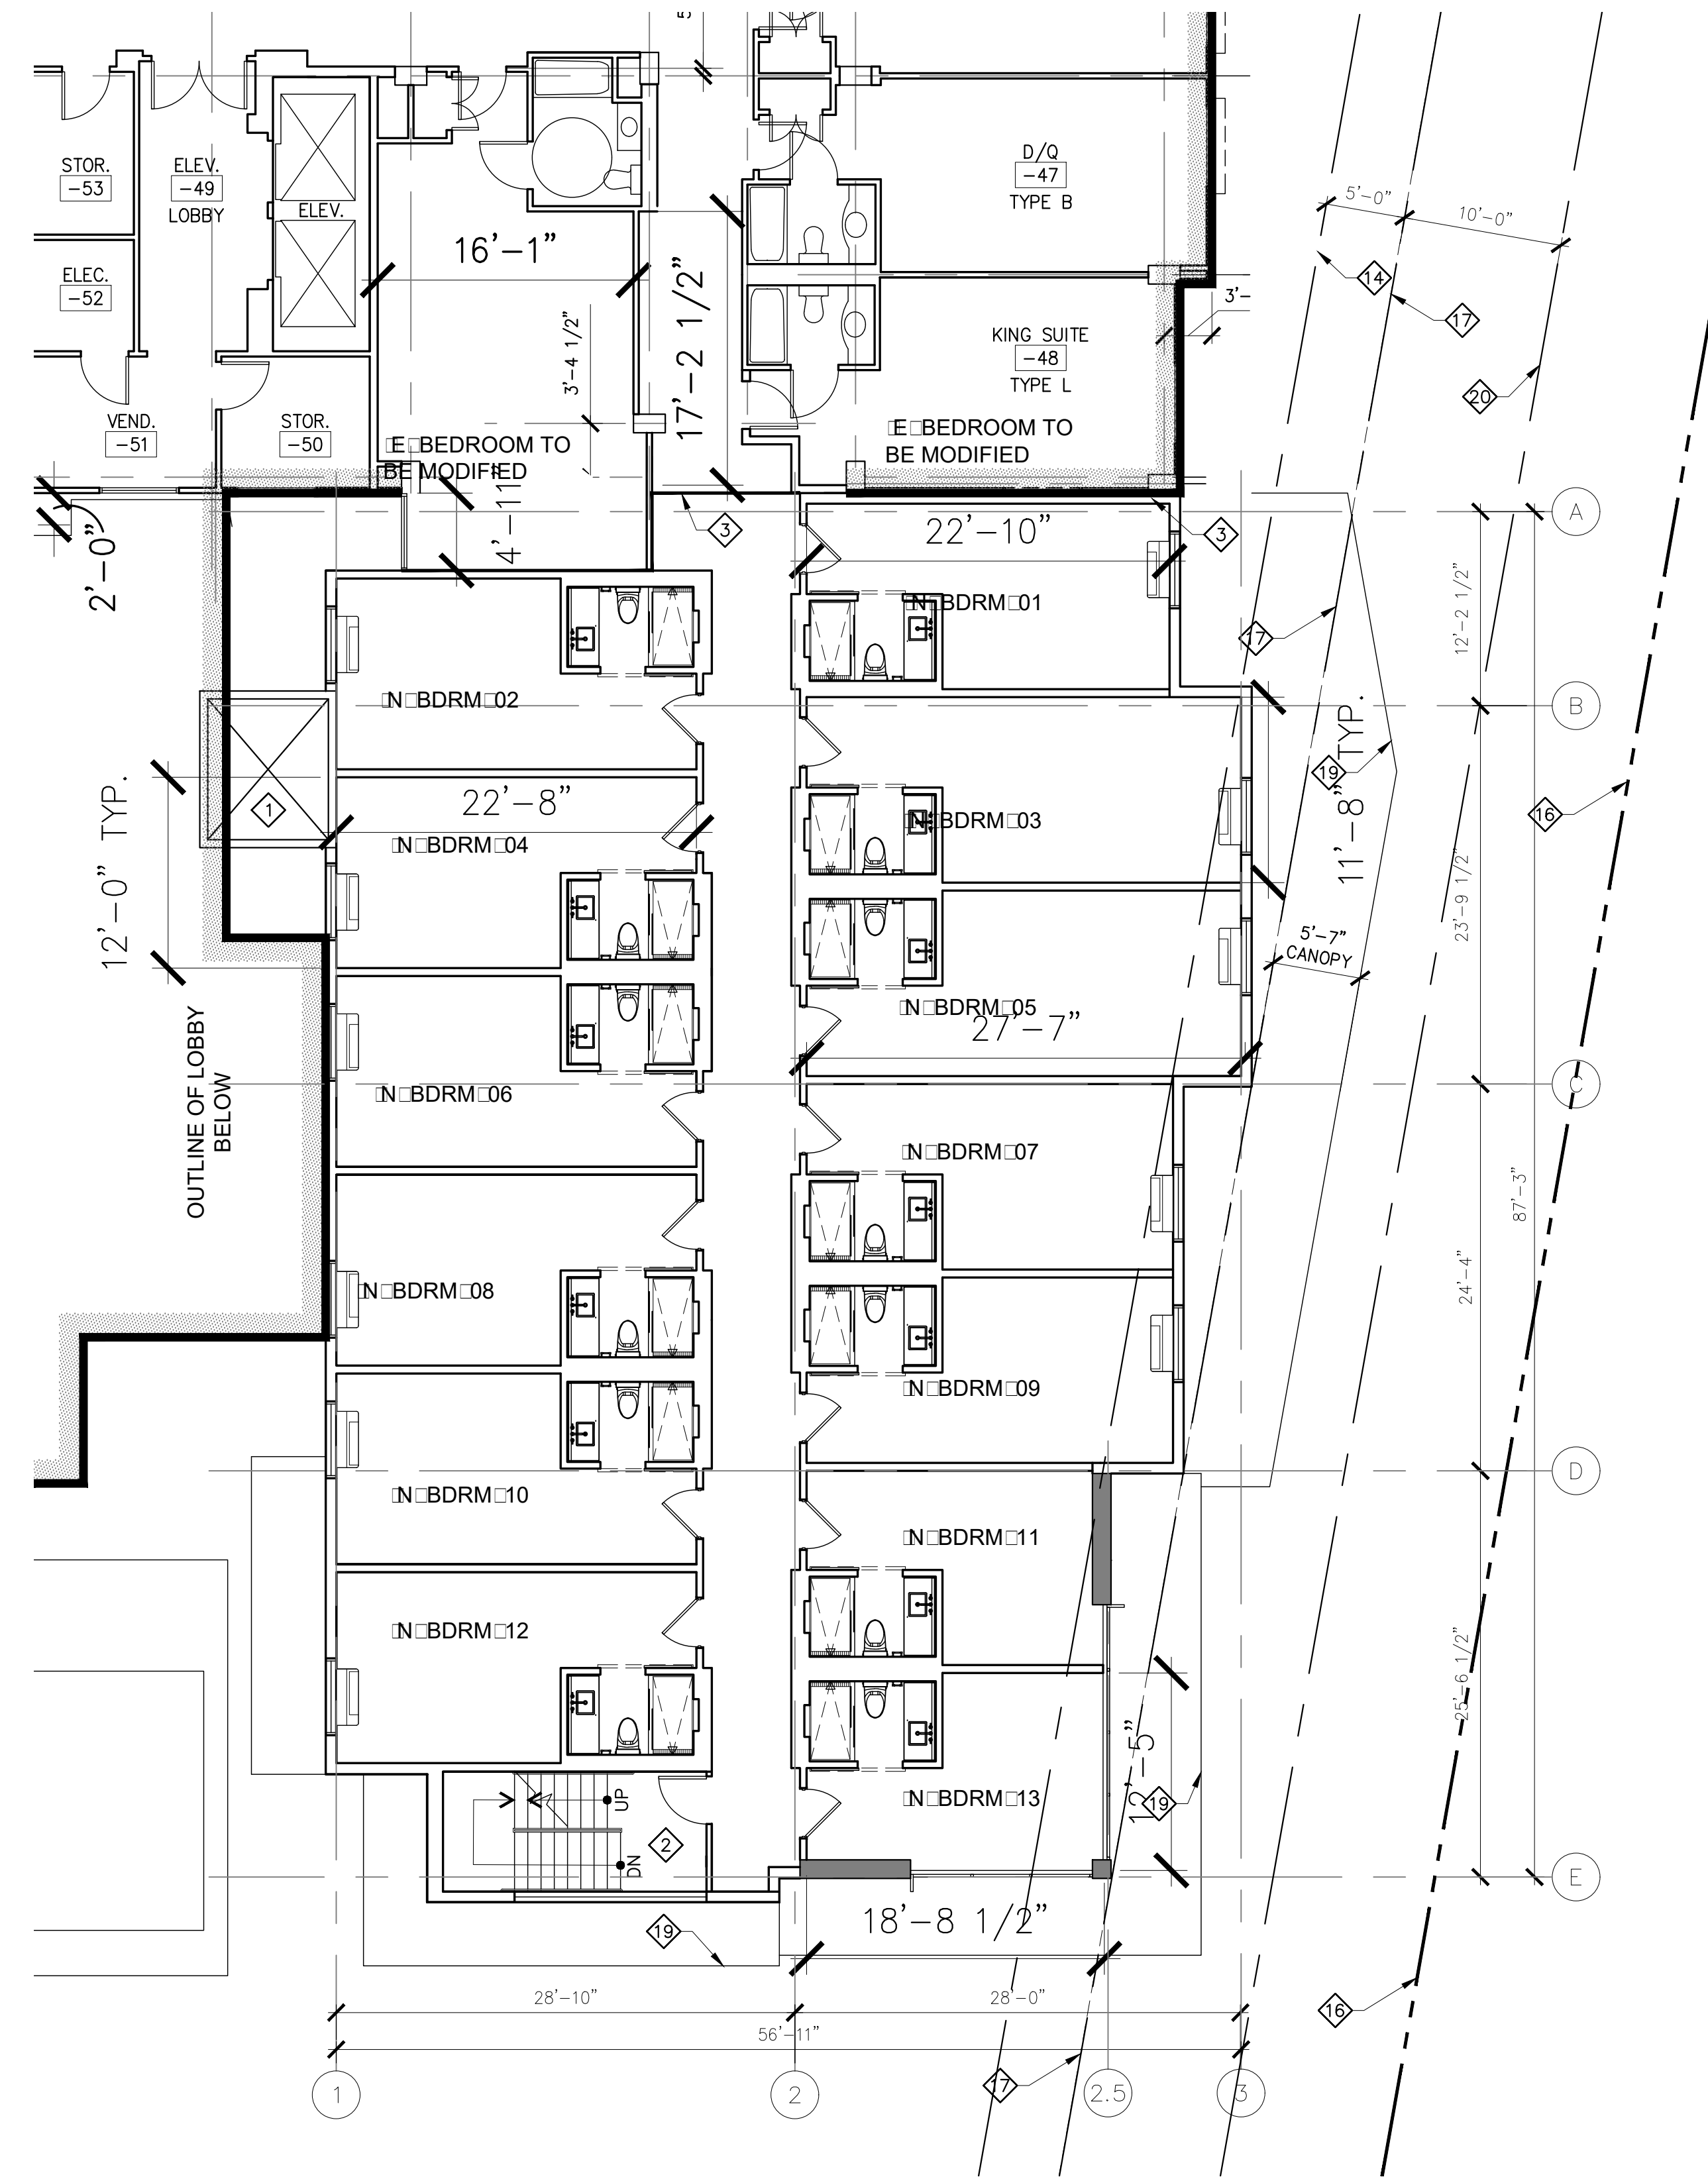 STOR.
-53
ELEV.
-49
LOBBY
ELEV.
ELEC.
-52
VEND.
-51
STOR.
-50
16'-1"
3'-4 1/2"
17'-2 1/2"
D/Q
-47
TYPE B
KING SUITE
-48
TYPE L
3'-
5'-0"
10'-0"
14
17
20
E BEDROOM TO
BE MODIFIED
E BEDROOM TO
BE MODIFIED
4'-11"
2'-0"
3
3
A
22'-10"
N BDRM 01
12'-2 1/2"
17
N BDRM 02
B
11'-8" TYP.
19
16
12'-0" TYP.
1
22'-8"
N BDRM 04
N BDRM 03
23'-9 1/2"
5'-7"
CANOPY
N BDRM 05
27'-7"
OUTLINE OF LOBBY
BELOW
N BDRM 06
C
N BDRM 07
87'-3"
N BDRM 08
24'-4"
N BDRM 09
D
N BDRM 10
N BDRM 11
N BDRM 12
25'-6 1/2"
12'-5"
N BDRM 13
19
UP
DN
2
E
19
18'-8 1/2"
28'-10"
28'-0"
56'-11"
16
17
1
2
2.5
3